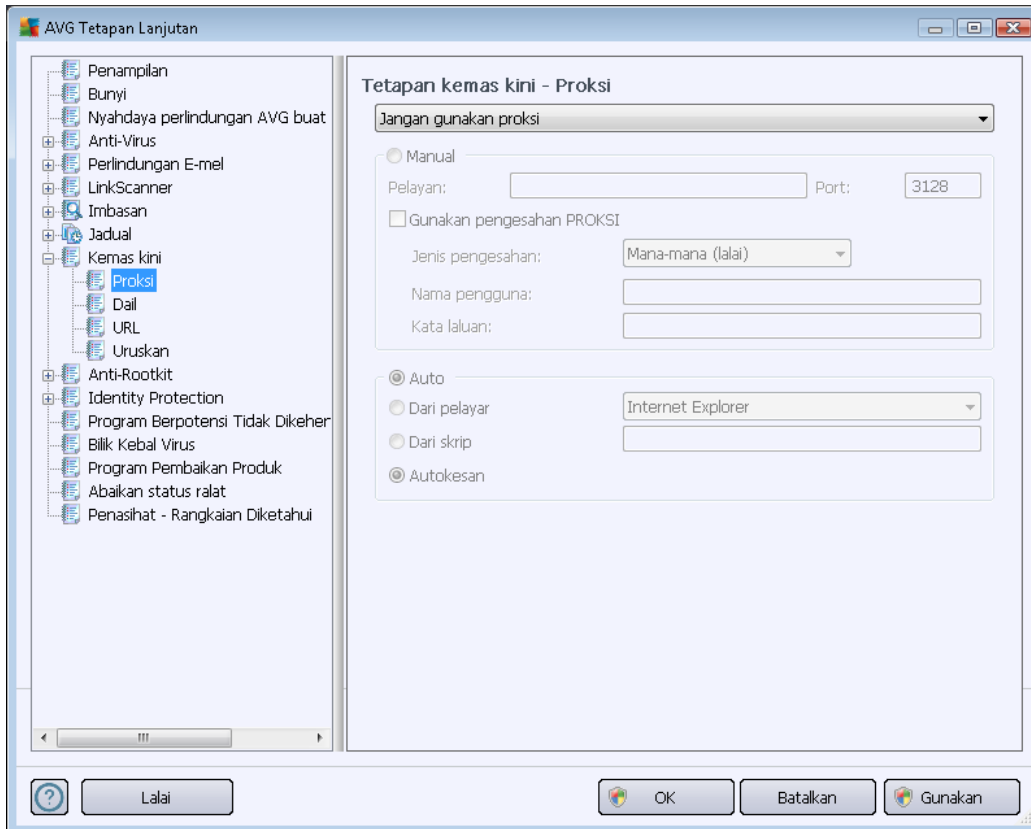 AVG Tetapan Lanjutan
Penampilan
Bunyi
Nyahdaya perlindungan AVG buat
Anti-Virus
Perlindungan E-mel
LinkScanner
Imbasan
Jadual
Kemas kini
Proksi
Dail
URL
Uruskan
Anti-Rootkit
Identity Protection
Program Berpotensi Tidak Dikeher
Bilik Kebal Virus
Program Pembaikan Produk
Abaikan status ralat
Penasihat - Rangkaian Diketahui
Tetapan kemas kini - Proksi
Jangan gunakan proksi
Manual
Pelayan: Port: 3128
Gunakan pengesahan PROKSI
Jenis pengesahan: Mana-mana (lalai)
Nama pengguna:
Kata laluan:
Auto
Dari pelayar Internet Explorer
Dari skrip
Autokesan
Lalai OK Batalkan Gunakan